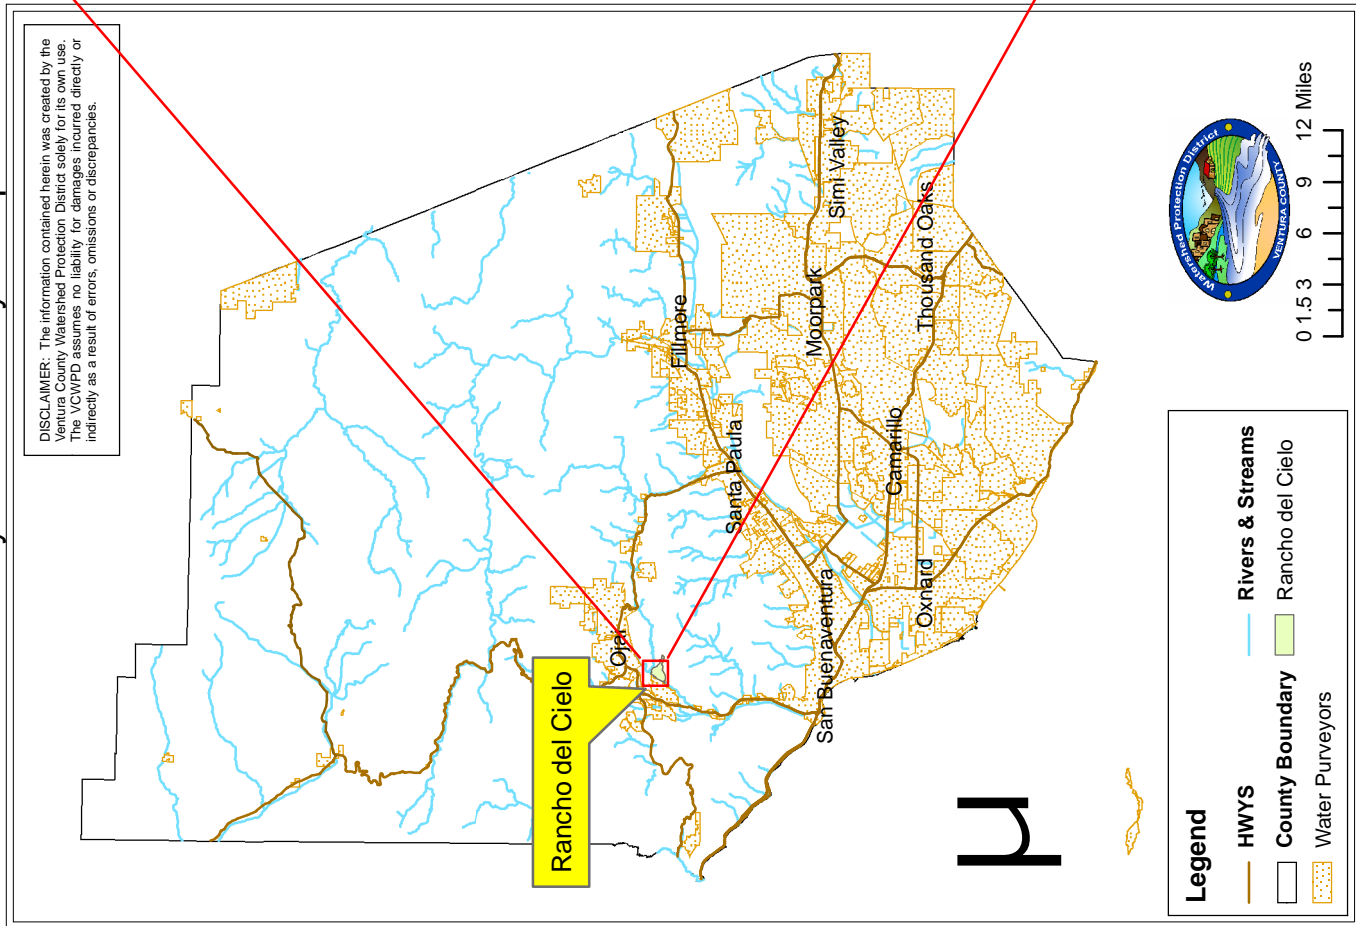 DISCLAIMER: The information contained herein was created by the
Ventura County Watershed Protection District solely for its own use.
The VCWPD assumes no liability for damages incurred directly or
indirectly as a result of errors, omissions or discrepancies.
Ojai
Fillmore
Santa Paula
Moorpark
Simi Valley
San Buenaventura
Camarillo
Thousand Oaks
Oxnard
Rancho del Cielo
µ
Watershed Protection District
VENTURA COUNTY
0 1.5 3 6 9 12 Miles
Legend
HWYS
County Boundary
Water Purveyors
Rivers & Streams
Rancho del Cielo